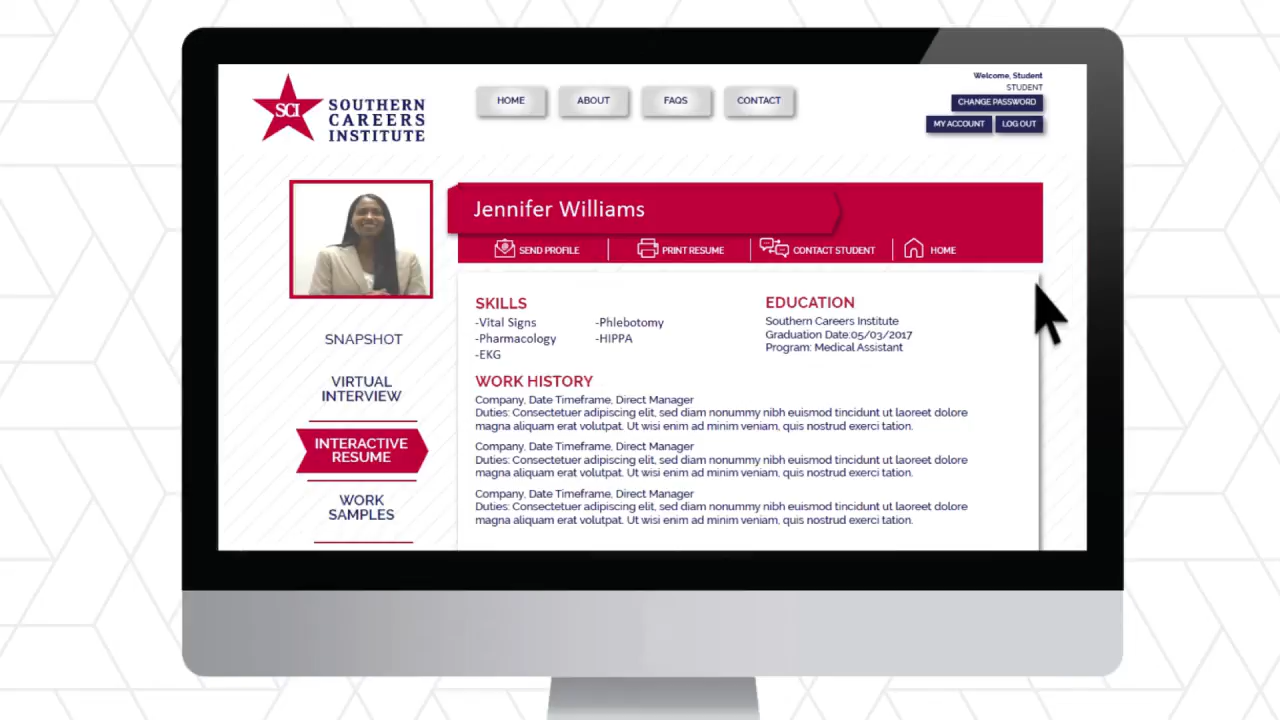 SCI
SOUTHERN
CAREERS
INSTITUTE
HOME
ABOUT
FAQS
CONTACT
Welcome, Student
STUDENT
CHANGE PASSWORD
MY ACCOUNT
LOG OUT
Jennifer Williams
SEND PROFILE
PRINT RESUME
CONTACT STUDENT
HOME
SNAPSHOT
VIRTUAL
INTERVIEW
INTERACTIVE
RESUME
WORK
SAMPLES
SKILLS
-Vital Signs
-Pharmacology
-EKG
-Phlebotomy
-HIPPA
EDUCATION
Southern Careers Institute
Graduation Date:05/03/2017
Program: Medical Assistant
WORK HISTORY
Company, Date Timeframe, Direct Manager
Duties: Consectetuer adipiscing elit, sed diam nonummy nibh euismod tincidunt ut laoreet dolore
magna aliquam erat volutpat. Ut wisi enim ad minim veniam, quis nostrud exerci tation.
Company, Date Timeframe, Direct Manager
Duties: Consectetuer adipiscing elit, sed diam nonummy nibh euismod tincidunt ut laoreet dolore
magna aliquam erat volutpat. Ut wisi enim ad minim veniam, quis nostrud exerci tation.
Company, Date Timeframe, Direct Manager
Duties: Consectetuer adipiscing elit, sed diam nonummy nibh euismod tincidunt ut laoreet dolore
magna aliquam erat volutpat. Ut wisi enim ad minim veniam, quis nostrud exerci tation.